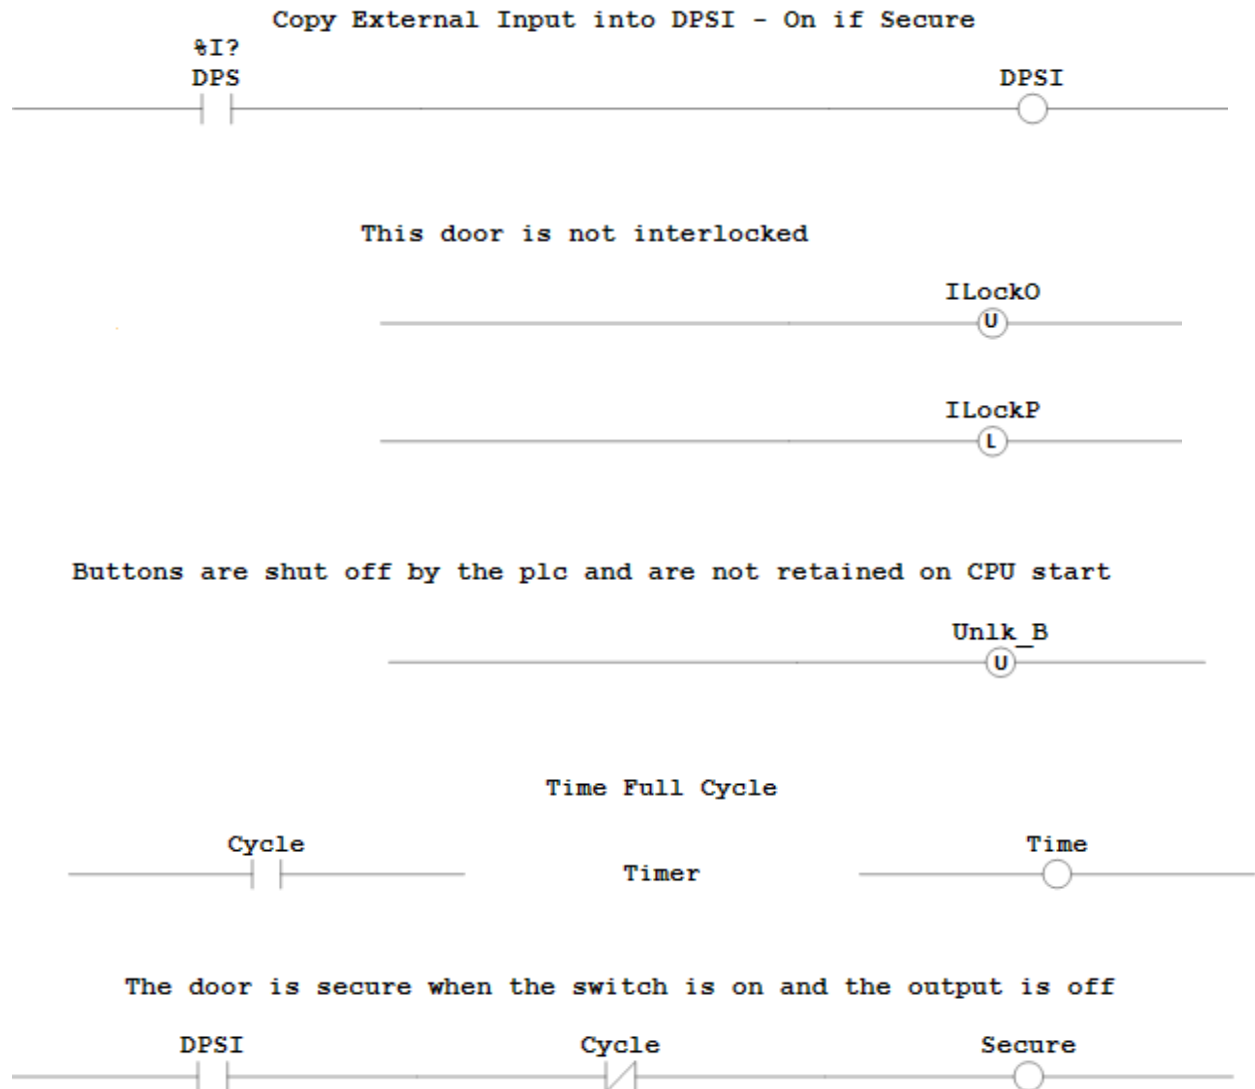 Copy External Input into DPSI - On if Secure
%I?
DPS DPSI
This door is not interlocked
ILockO
U
ILockP
L
Buttons are shut off by the plc and are not retained on CPU start
Unlk_B
U
Time Full Cycle
Cycle Time
Timer
The door is secure when the switch is on and the output is off
DPSI Cycle Secure